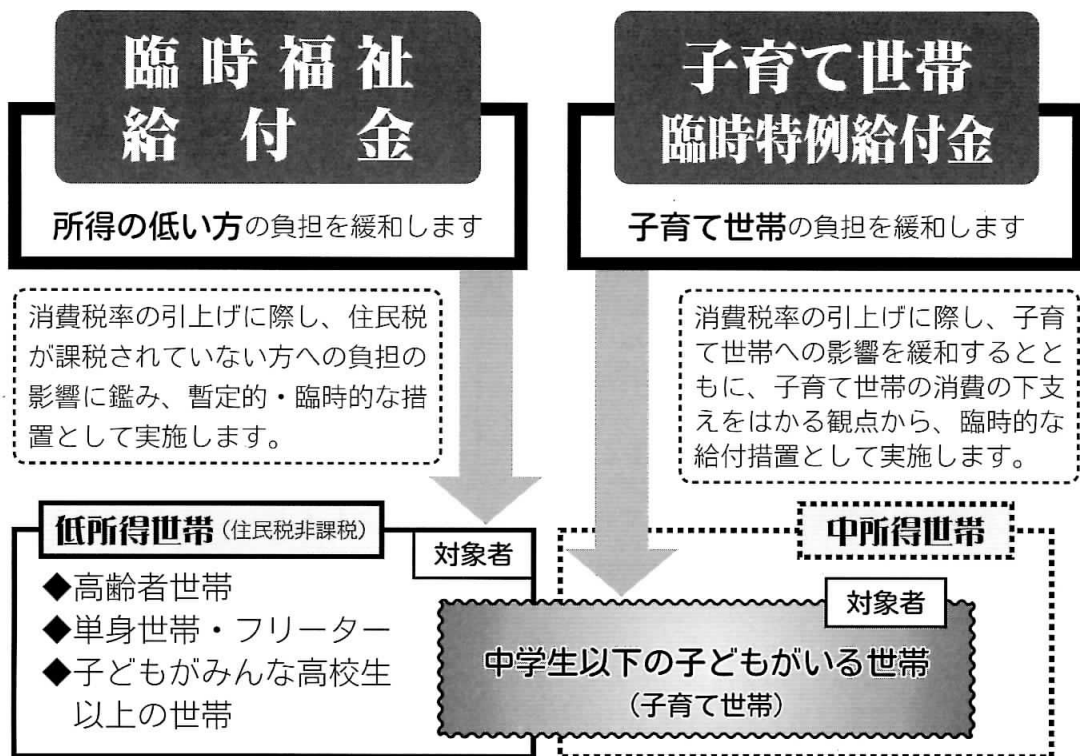 臨時福祉
給付金
所得の低い方の負担を緩和します
消費税率の引上げに際し、住民税
が課税されていない方への負担の
影響に鑑み、暫定的・臨時的な措
置として実施します。
子育て世帯
臨時特例給付金
子育て世帯の負担を緩和します
消費税率の引上げに際し、子育
て世帯への影響を緩和するとと
もに、子育て世帯の消費の下支
えをはかる観点から、臨時的な
給付措置として実施します。
低所得世帯(住民税非課税)
対象者
◆高齢者世帯
◆単身世帯・フリーター
◆子どもがみんな高校生
以上の世帯
中所得世帯
対象者
中学生以下の子どもがいる世帯
(子育て世帯)